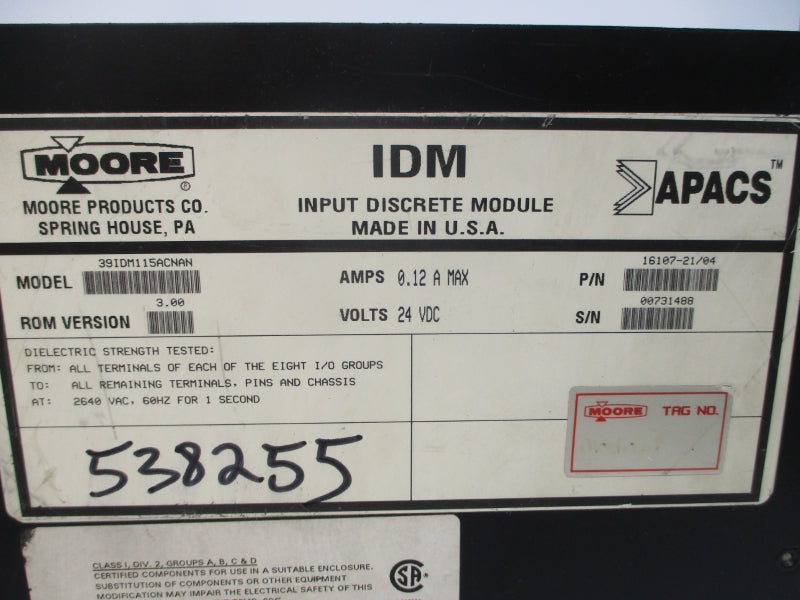 MOORE ®
MOORE PRODUCTS CO.
SPRING HOUSE, PA
IDM
INPUT DISCRETE MODULE
MADE IN U.S.A.
APACS™
39IDM115ACNAN
MODEL
3.00
ROM VERSION
AMPS 0.12 A MAX
VOLTS 24 VDC
16107-21/04
P/N
00731488
S/N
DIELECTRIC STRENGTH TESTED:
FROM: ALL TERMINALS OF EACH OF THE EIGHT I/O GROUPS
TO: ALL REMAINING TERMINALS, PINS AND CHASSIS
AT: 2640 VAC, 60HZ FOR 1 SECOND
MOORE TAG NO.
538255
CLASS I, DIV. 2, GROUPS A, B, C & D
CERTIFIED COMPONENTS FOR USE IN A SUITABLE ENCLOSURE.
SUBSTITUTION OF COMPONENTS OR OTHER EQUIPMENT
MODIFICATION MAY IMPAIR THE ELECTRICAL SAFETY OF THIS
SA ®